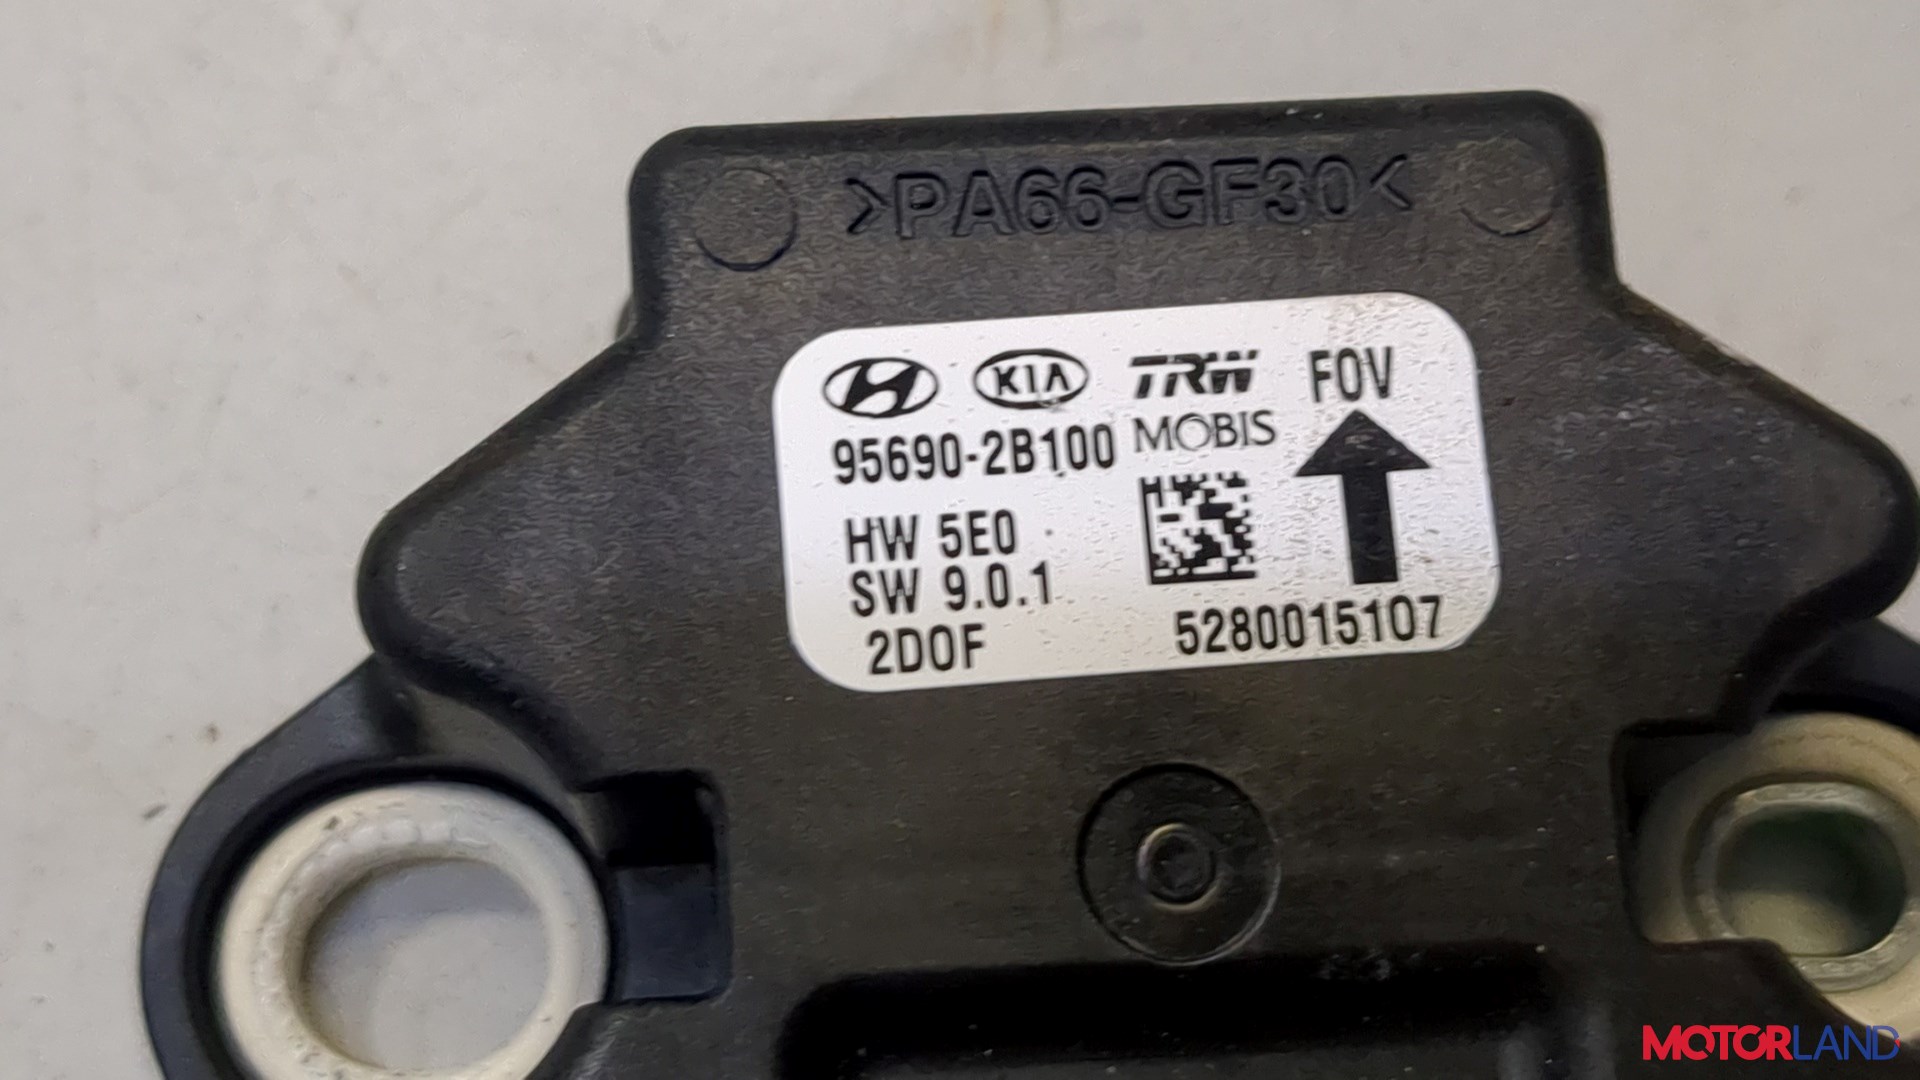 >PA66-GF30<
KIA TRW FOV
95690-2B100 MOBIS
HW 5E0
SW 9.0.1
2DOF 5280015107
MOTORLAND